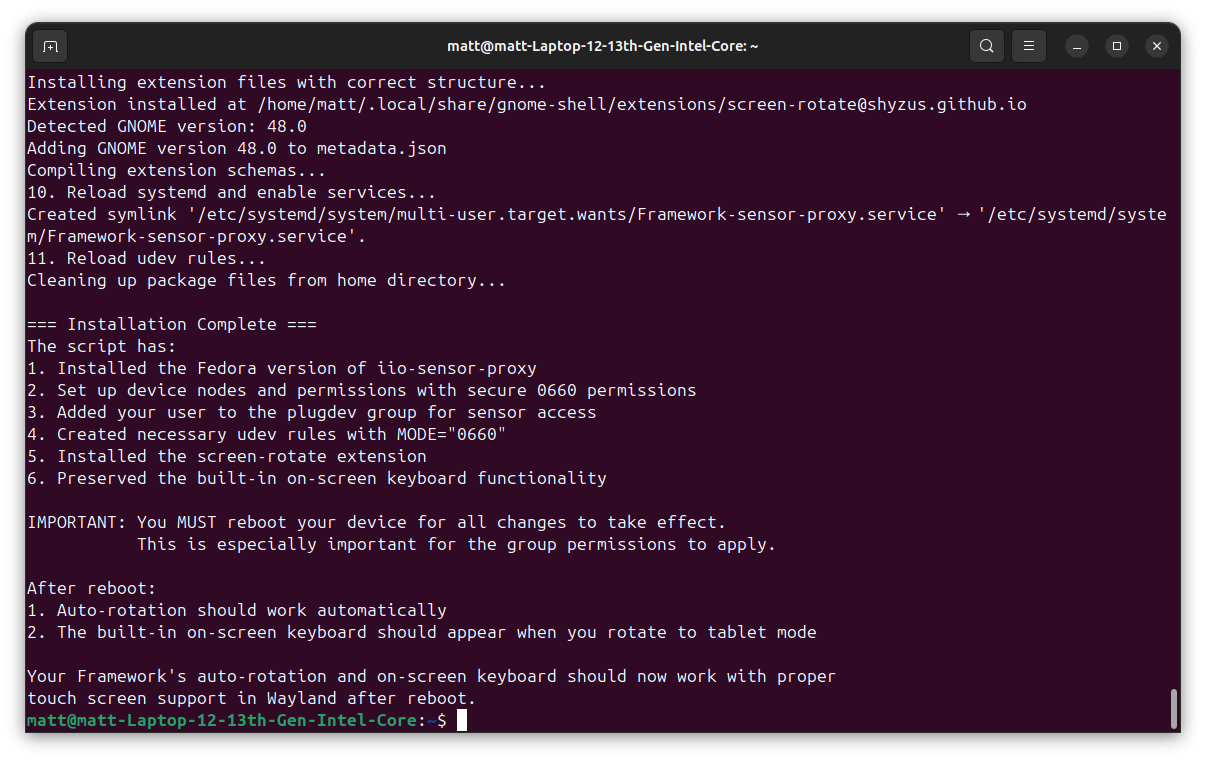 matt@matt-Laptop-12-13th-Gen-Intel-Core: ~
Installing extension files with correct structure...
Extension installed at /home/matt/.local/share/gnome-shell/extensions/screen-rotate@shyzus.github.io
Detected GNOME version: 48.0
Adding GNOME version 48.0 to metadata.json
Compiling extension schemas...
10. Reload systemd and enable services...
Created symlink '/etc/systemd/system/multi-user.target.wants/Framework-sensor-proxy.service' → '/etc/systemd/syste
m/Framework-sensor-proxy.service'.
11. Reload udev rules...
Cleaning up package files from home directory...

=== Installation Complete ===
The script has:
1. Installed the Fedora version of iio-sensor-proxy
2. Set up device nodes and permissions with secure 0660 permissions
3. Added your user to the plugdev group for sensor access
4. Created necessary udev rules with MODE="0660"
5. Installed the screen-rotate extension
6. Preserved the built-in on-screen keyboard functionality

IMPORTANT: You MUST reboot your device for all changes to take effect.
           This is especially important for the group permissions to apply.

After reboot:
1. Auto-rotation should work automatically
2. The built-in on-screen keyboard should appear when you rotate to tablet mode

Your Framework's auto-rotation and on-screen keyboard should now work with proper
touch screen support in Wayland after reboot.
matt@matt-Laptop-12-13th-Gen-Intel-Core:~$